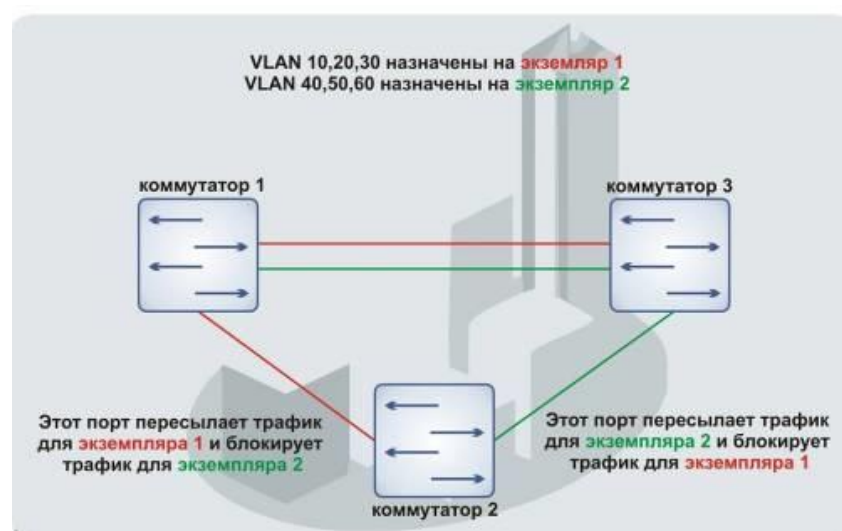 VLAN 10,20,30 назначены на экземляр 1
VLAN 40,50,60 назначены на экземпляр 2
коммутатор 1
коммутатор 3
Этот порт пересылает трафик
для экземпляра 1 и блокирует
трафик для экземпляра 2
Этот порт пересылает трафик
для экземпляра 2 и блокирует
трафик для экземпляра 1
коммутатор 2